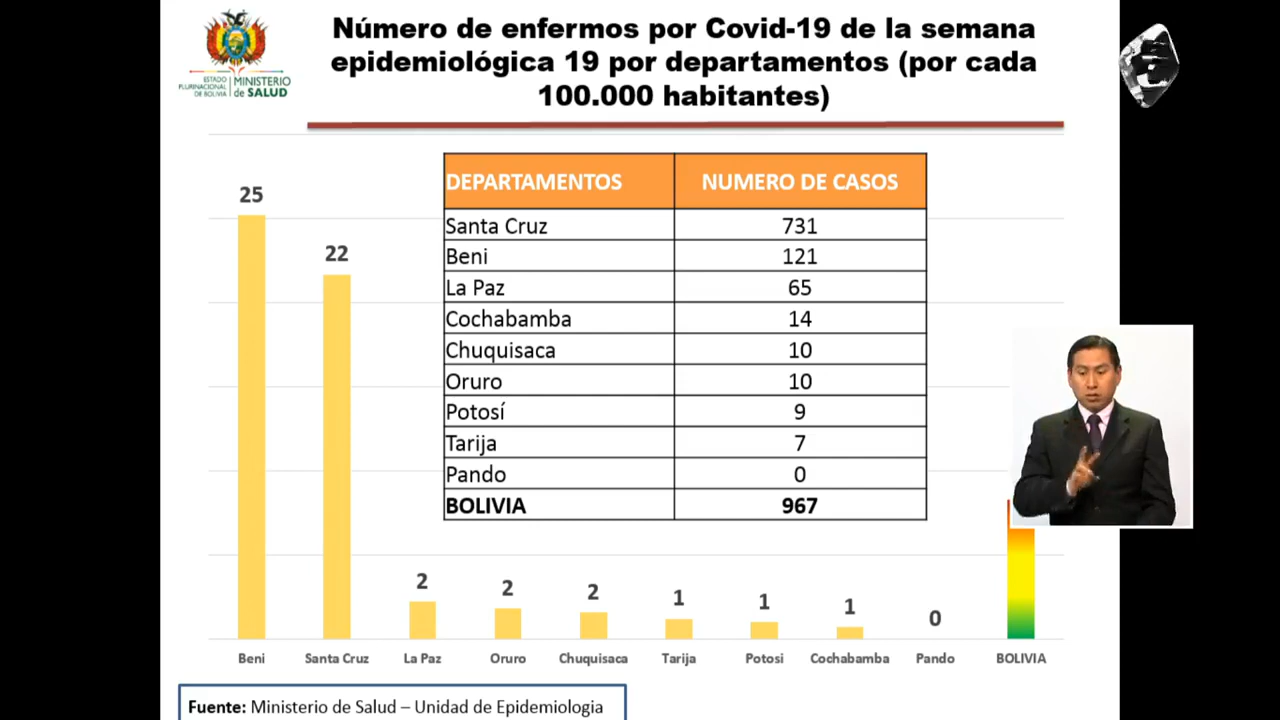 ESTADO
PLURINACIONAL
DE BOLIVIA
MINISTERIO
de SALUD
Número de enfermos por Covid-19 de la semana
epidemiológica 19 por departamentos (por cada
100.000 habitantes)
DEPARTAMENTOS NUMERO DE CASOS
Santa Cruz 731
Beni 121
La Paz 65
Cochabamba 14
Chuquisaca 10
Oruro 10
Potosí 9
Tarija 7
Pando 0
BOLIVIA 967
25 22 2 2 2 1 1 1 0
Beni Santa Cruz La Paz Oruro Chuquisaca Tarija Potosi Cochabamba Pando BOLIVIA
Fuente: Ministerio de Salud – Unidad de Epidemiologia